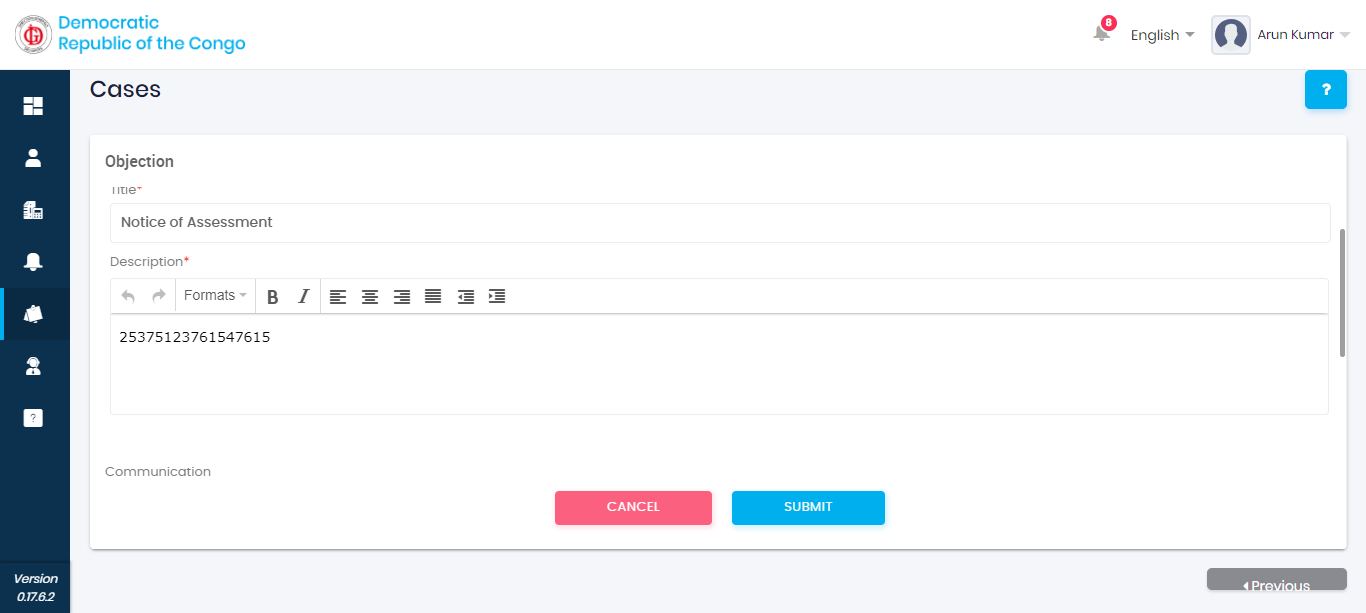 Democratic
Republic of the Congo
8
English
Arun Kumar
Cases
?
Objection
Title*
Notice of Assessment
Description*
Formats
B I
25375123761547615
?
Communication
CANCEL SUBMIT
Version
0.17.6.2
Previous